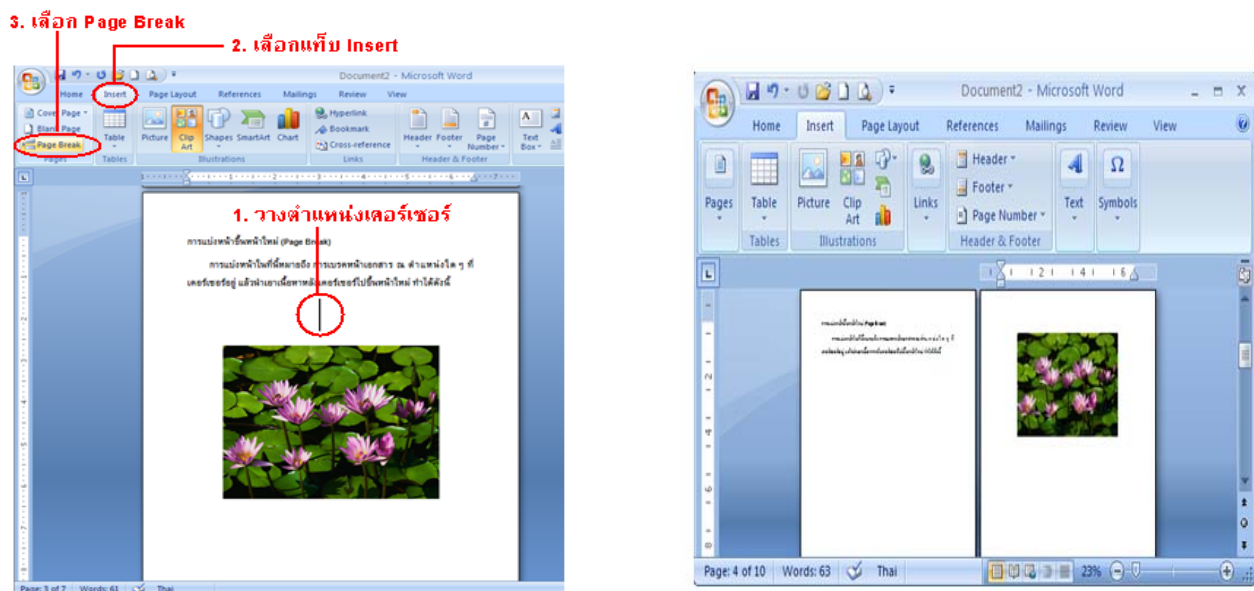 3. เลือก Page Break
2. เลือกแท็บ Insert
Document2 - Microsoft Word
Home Insert Page Layout References Mailings Review View
Cover Page
Blank Page
Page Break
Pages
Table
Tables
Picture Clip Art Shapes SmartArt Chart
Illustrations
Hyperlink
Bookmark
Cross-reference
Links
Header Footer Page Number
Header & Footer
Text Box
1. วางตำแหน่งเคอร์เซอร์
การแบ่งหน้าขึ้นหน้าใหม่ (Page Break)
การแบ่งหน้าในที่นี้หมายถึง การเบรคหน้าเอกสาร ณ ตำแหน่งใด ๆ ที่
เคอร์เซอร์อยู่ แล้วนำเอาเนื้อหาหลังเคอร์เซอร์ไปขึ้นหน้าใหม่ ทำได้ดังนี้
Page: 3 of 7 Words: 61 Thai
Document2 - Microsoft Word
Home Insert Page Layout References Mailings Review View
Pages
Table
Tables
Picture Clip Art
Illustrations
Links
Header
Footer
Page Number
Header & Footer
Text
Symbols
Page: 4 of 10 Words: 63 Thai 23%